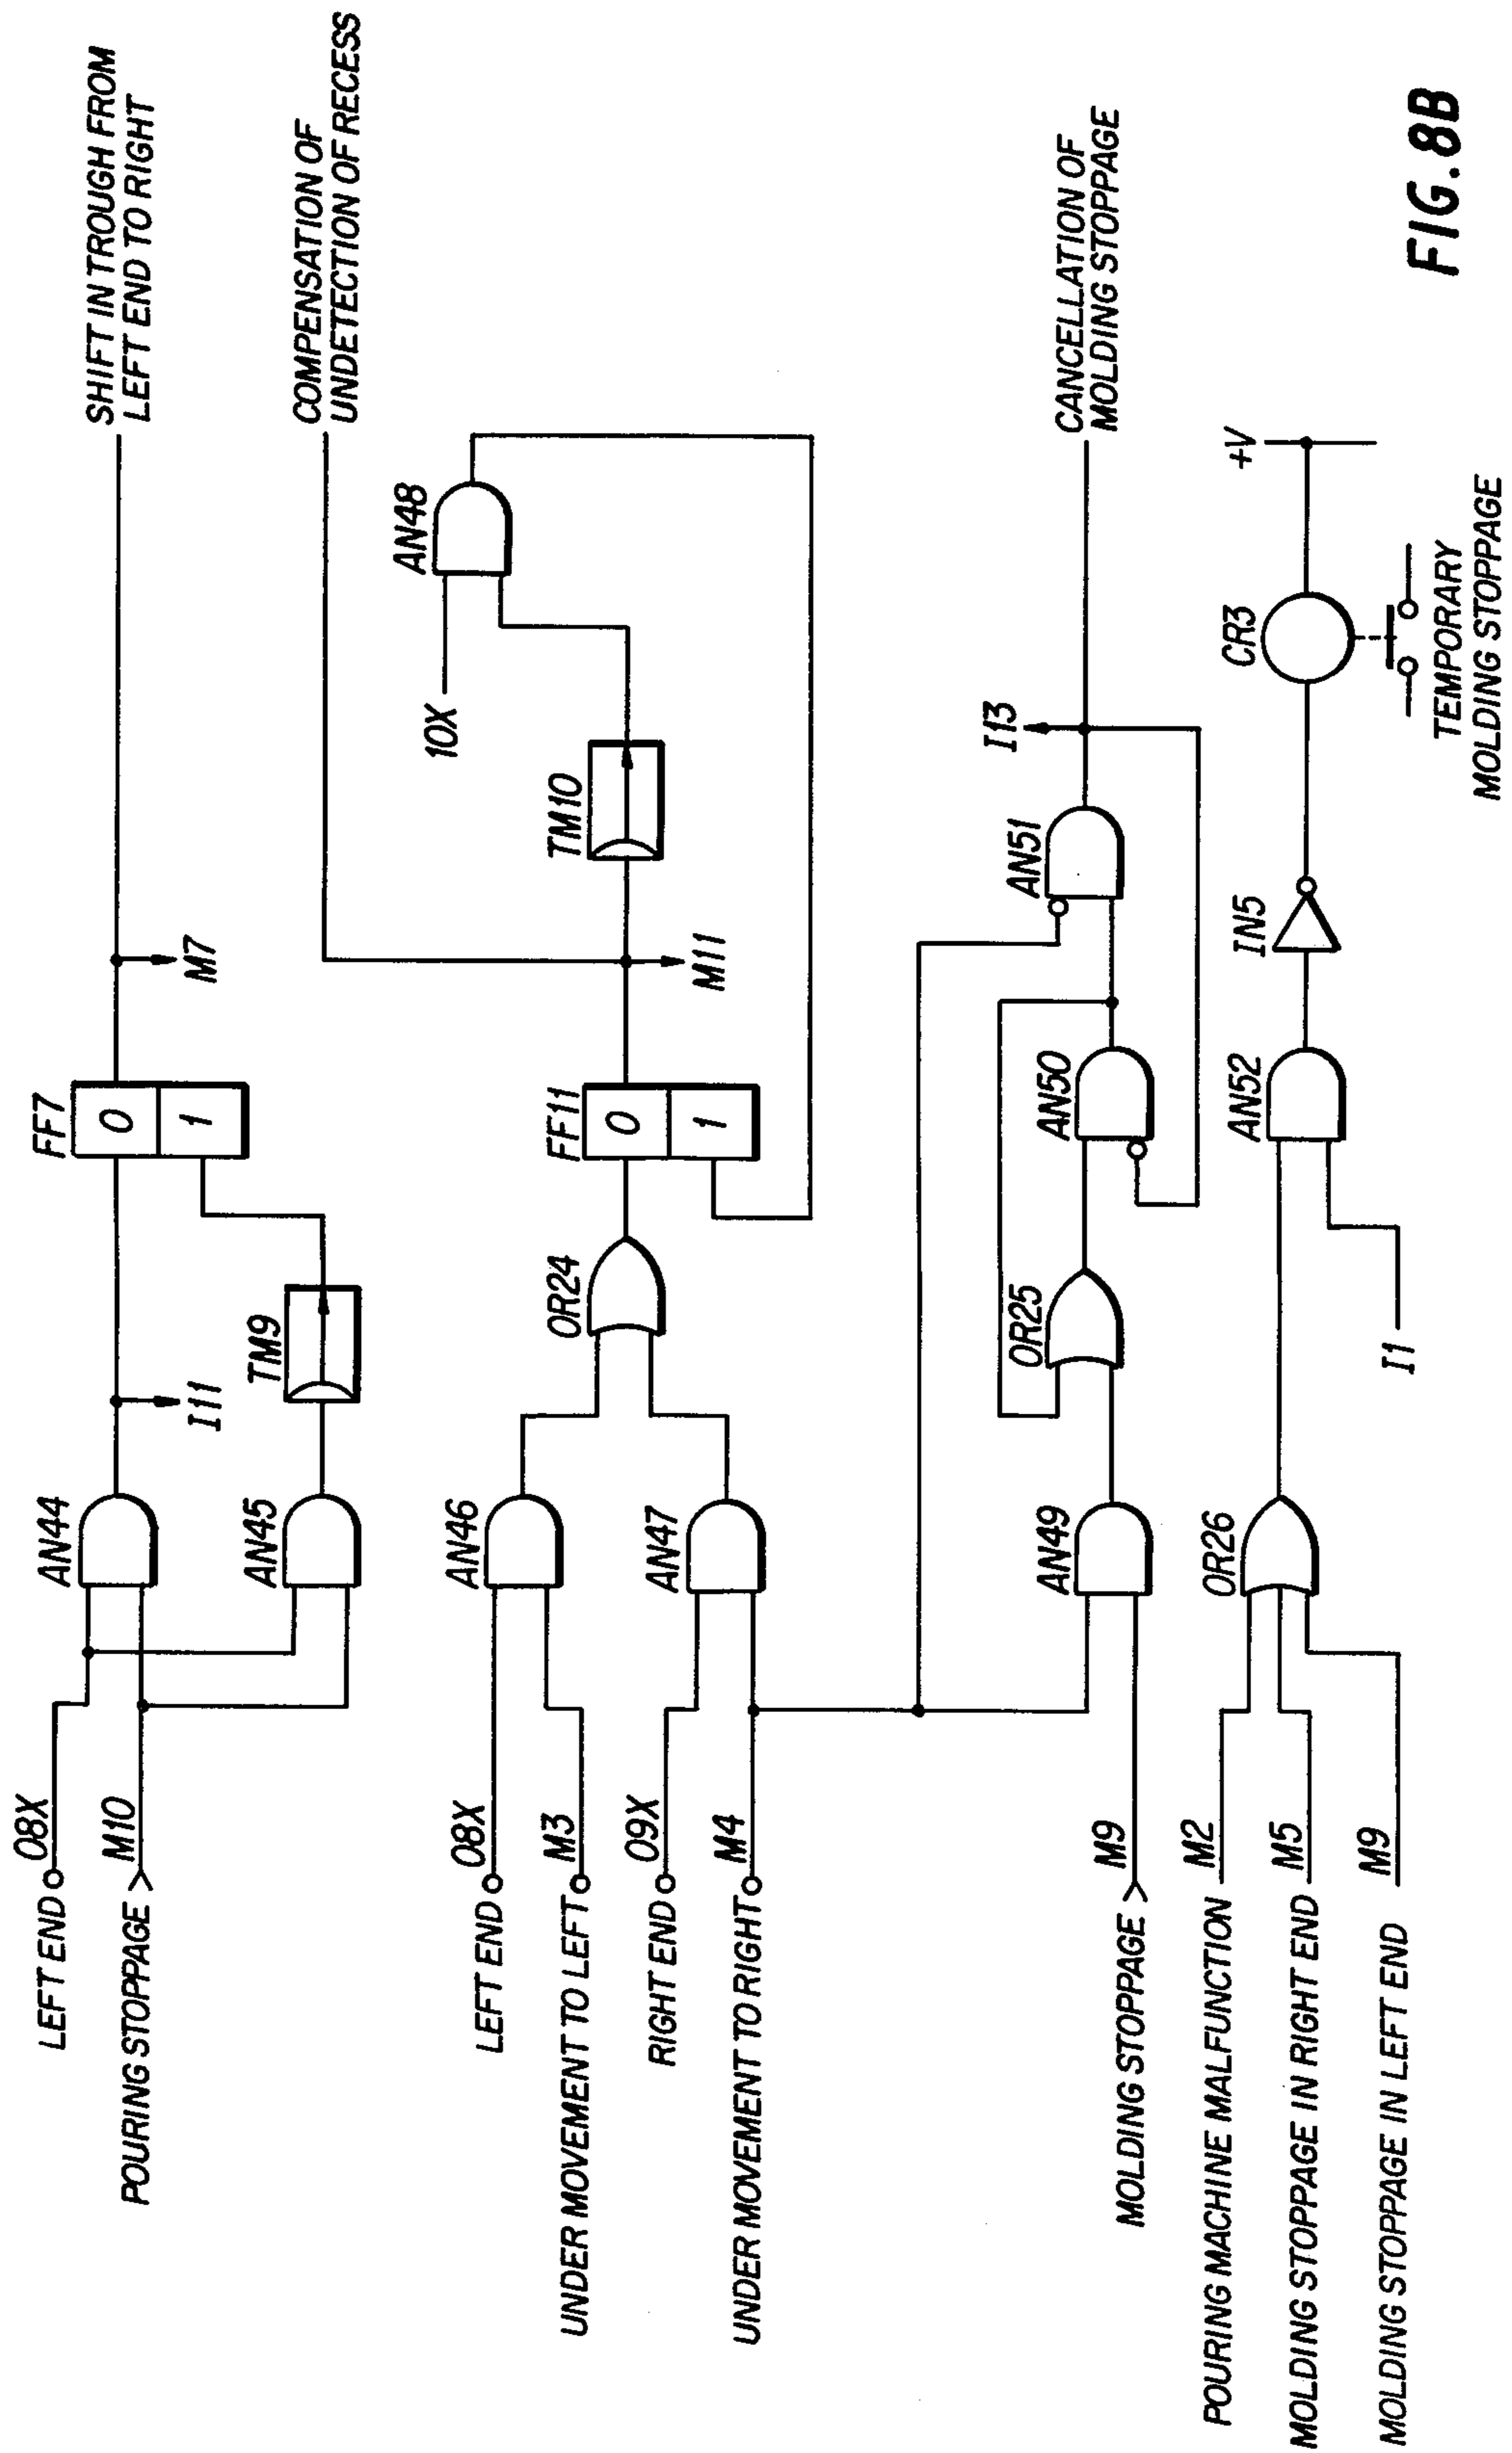 LEFT END
08X
POURING STOPPAGE
M10
AN44
AN45
I11
TM9
FF7
0
1
M7
SHIFT IN TROUGH FROM
LEFT END TO RIGHT
LEFT END
08X
UNDER MOVEMENT TO LEFT
M3
RIGHT END
09X
UNDER MOVEMENT TO RIGHT
M4
AN46
AN47
OR24
FF11
0
1
M11
TM10
10X
AN48
COMPENSATION OF
UNDETECTION OF RECESS
MOLDING STOPPAGE
M9
AN49
OR25
AN50
AN51
I13
CANCELLATION OF
MOLDING STOPPAGE
POURING MACHINE MALFUNCTION
M2
MOLDING STOPPAGE IN RIGHT END
M5
MOLDING STOPPAGE IN LEFT END
M9
OR26
I1
AN52
IN5
CR3
+V
TEMPORARY
MOLDING STOPPAGE
FIG.8B